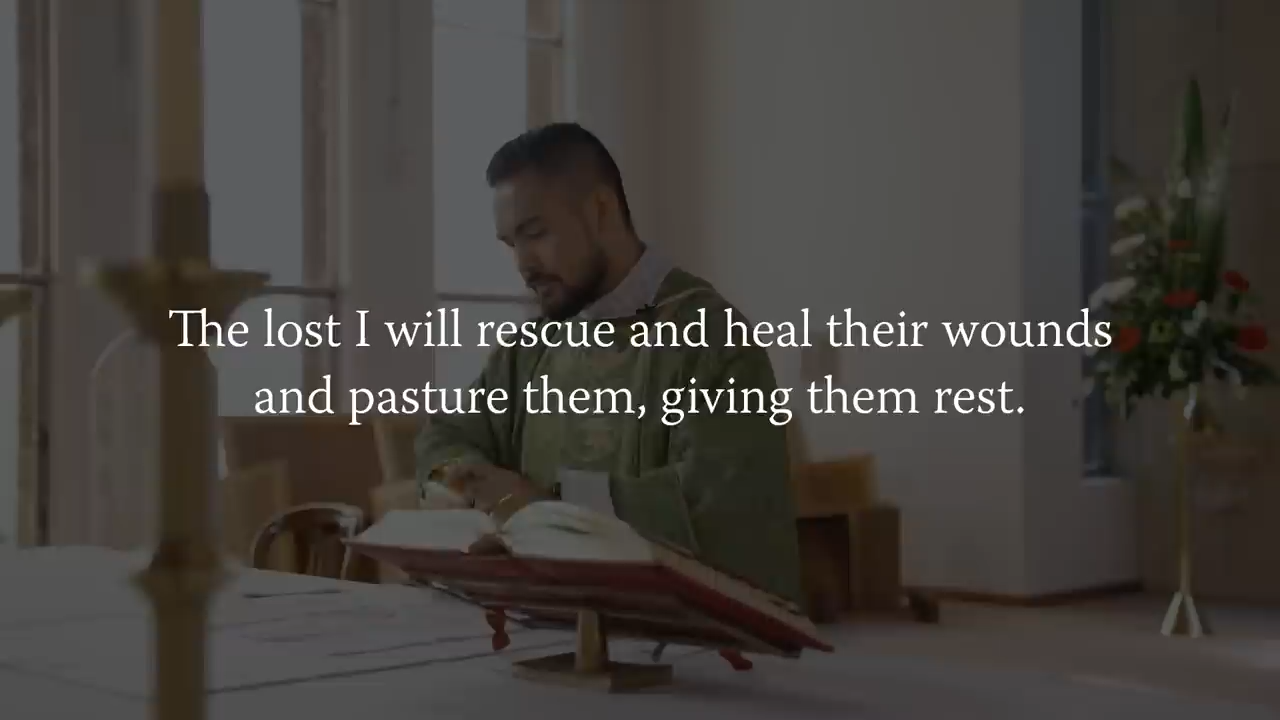 The lost I will rescue and heal their wounds
and pasture them, giving them rest.